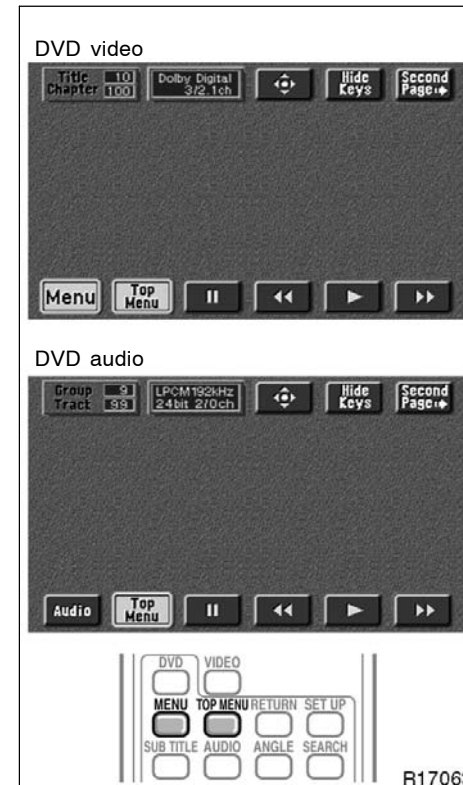 DVD video
Title 10
Chapter 100
Dolby Digital
3/2.1ch
Hide
Keys
Second
Page
Menu
Top
Menu
DVD audio
Group 9
Track 99
LPCM192kHz
24bit 2/0ch
Hide
Keys
Second
Page
Audio
Top
Menu
DVD VIDEO
MENU TOP MENU RETURN SET UP
SUB TITLE AUDIO ANGLE SEARCH